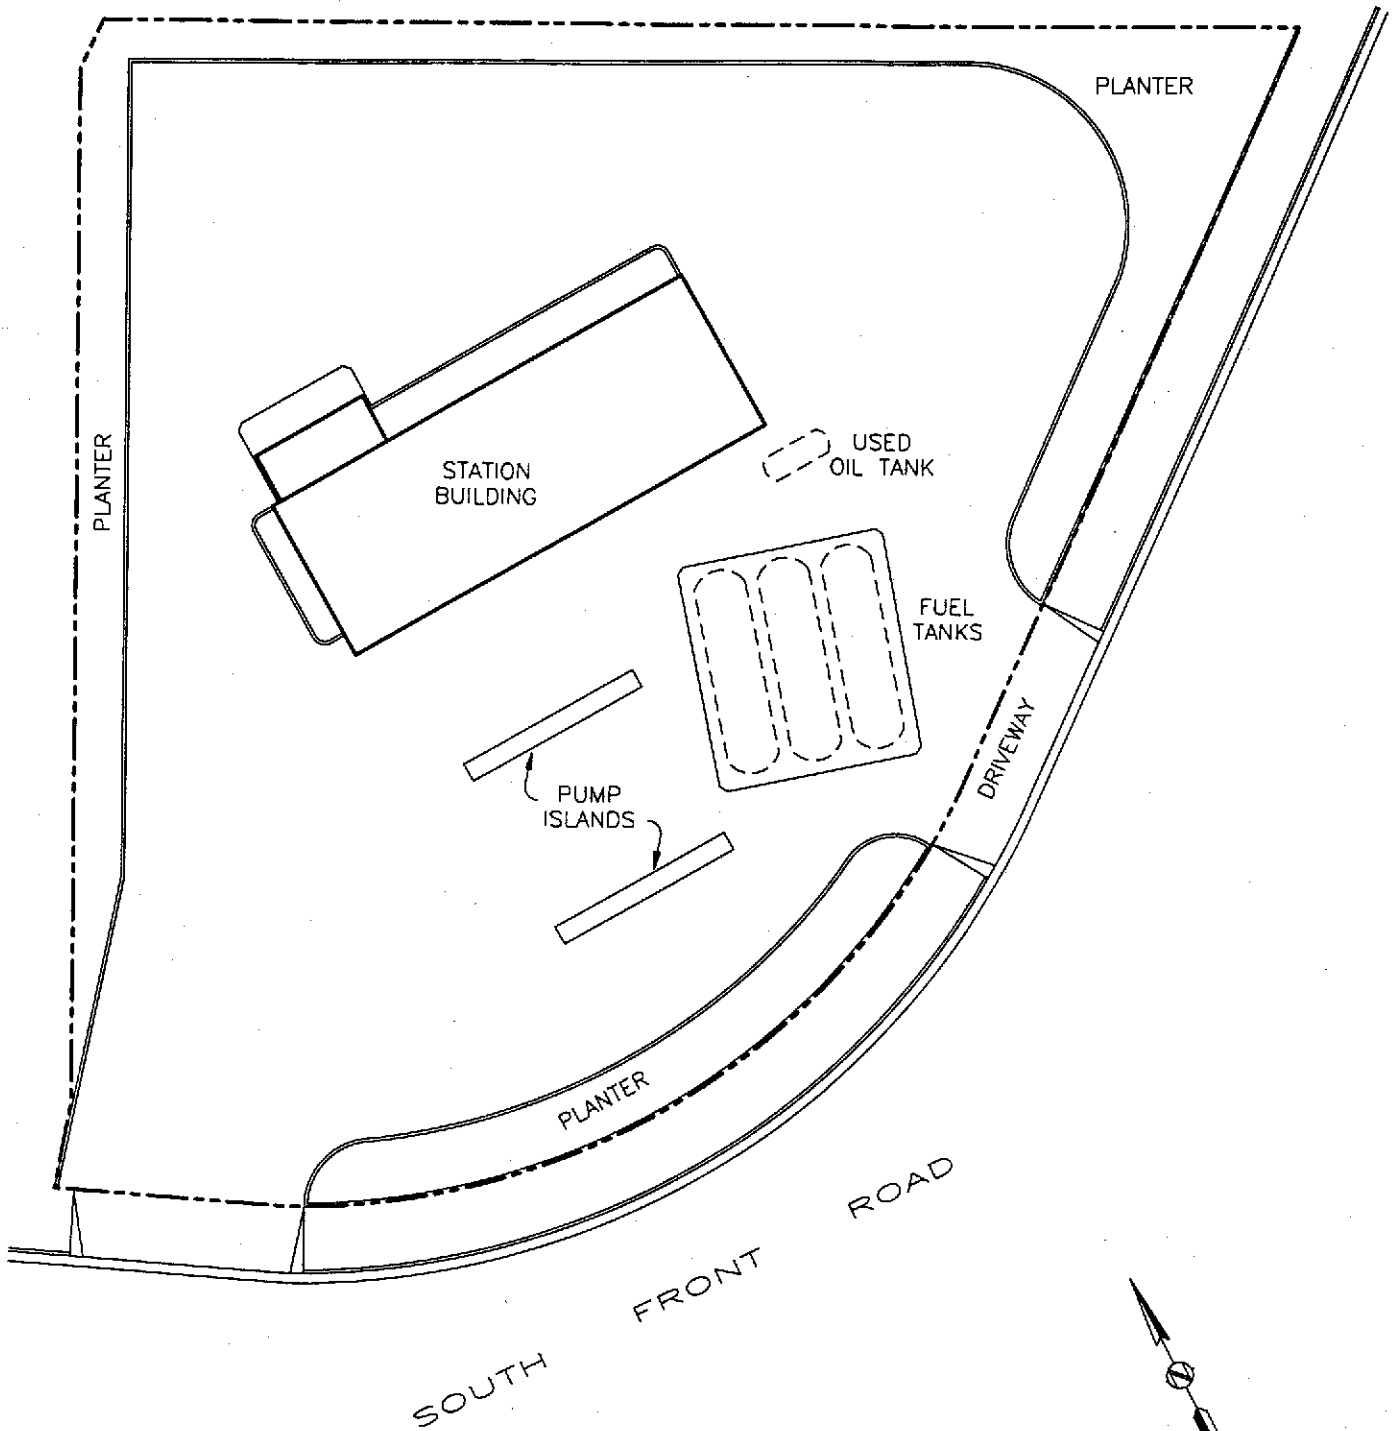 PLANTER
PLANTER
STATION
BUILDING
USED
OIL TANK
FUEL
TANKS
PUMP
ISLANDS
DRIVEWAY
PLANTER
SOUTH FRONT ROAD
N